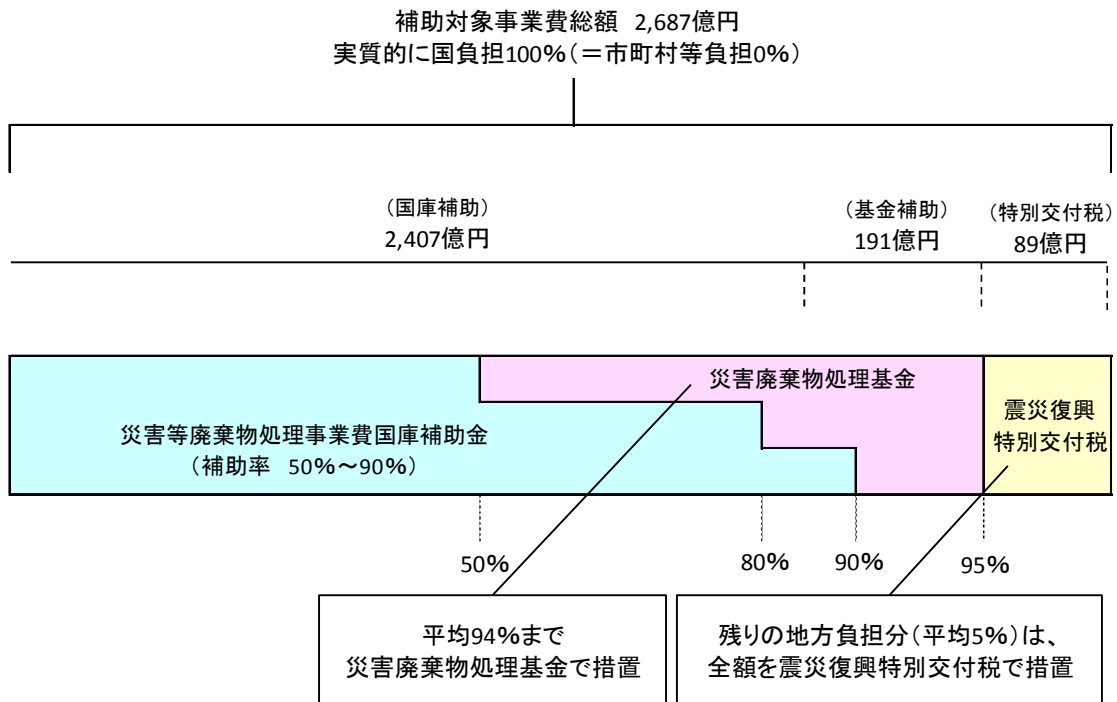 補助対象事業費総額 2,687億円
実質的に国負担100%(=市町村等負担0%)
(国庫補助)
2,407億円
(基金補助)
191億円
(特別交付税)
89億円
災害等廃棄物処理事業費国庫補助金
(補助率 50%~90%)
災害廃棄物処理基金
震災復興
特別交付税
50%
80%
90%
95%
平均94%まで
災害廃棄物処理基金で措置
残りの地方負担分(平均5%)は、
全額を震災復興特別交付税で措置